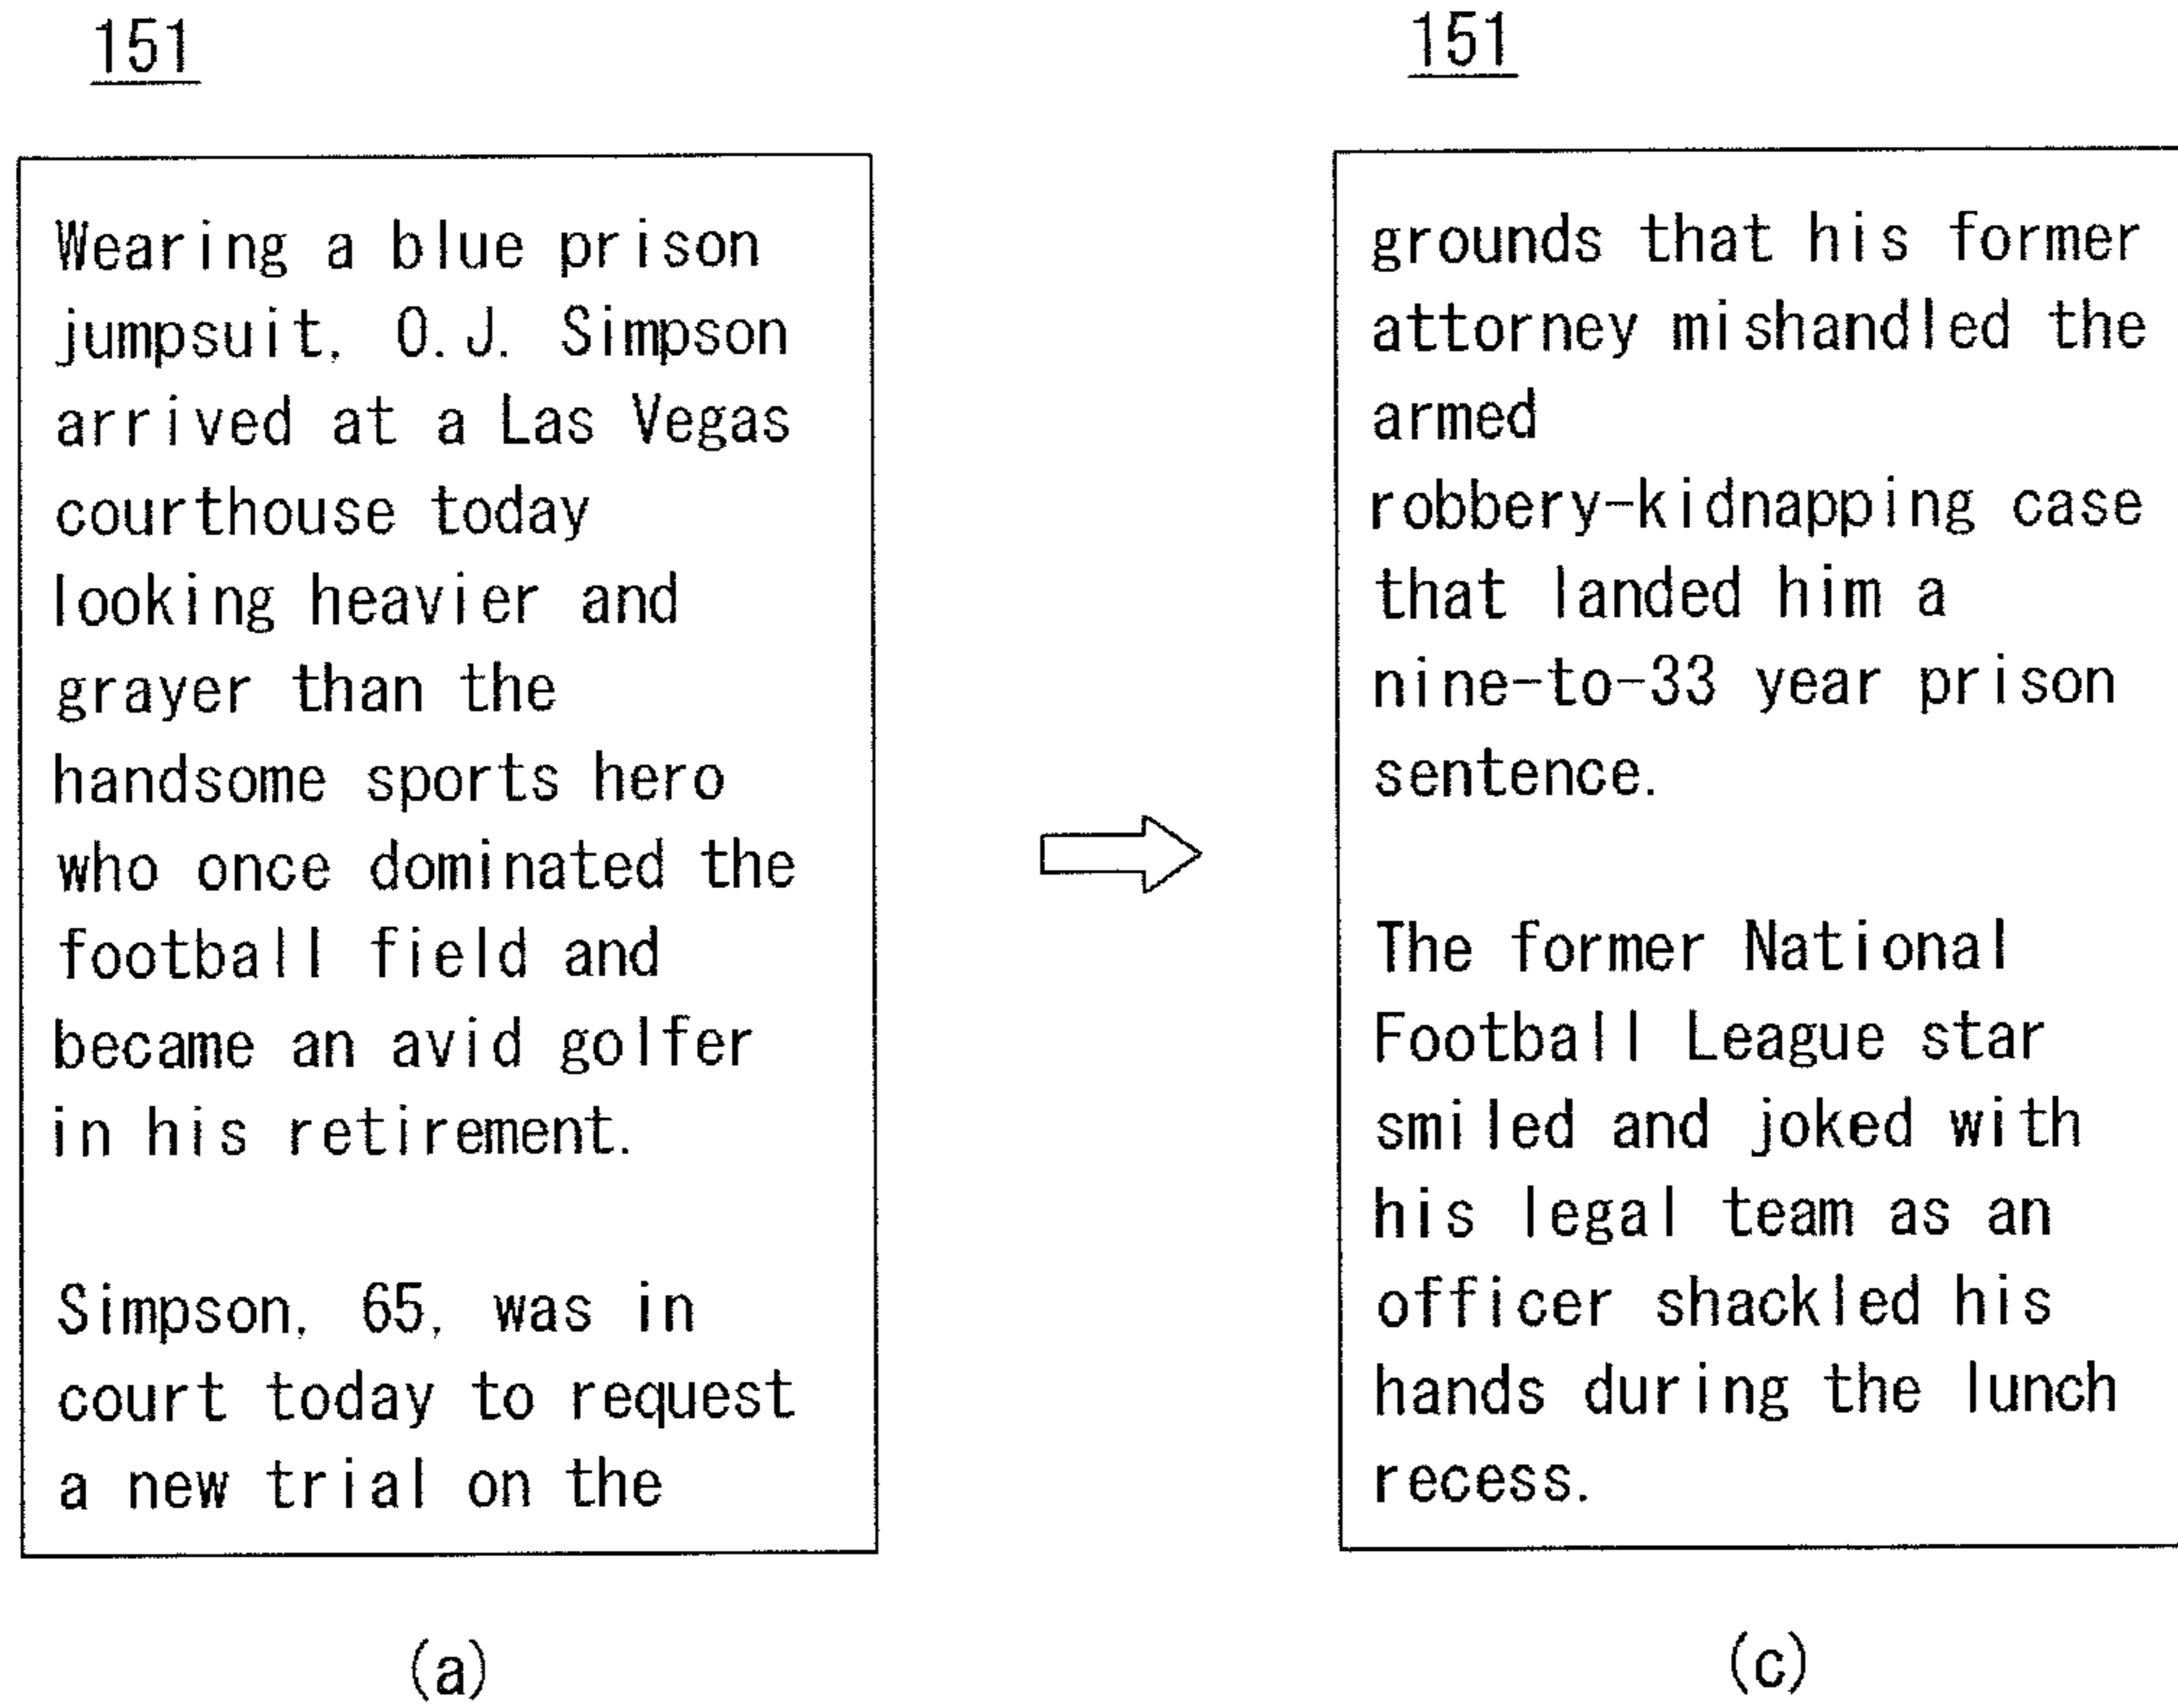 151
Wearing a blue prison
jumpsuit, O.J. Simpson
arrived at a Las Vegas
courthouse today
looking heavier and
grayer than the
handsome sports hero
who once dominated the
football field and
became an avid golfer
in his retirement.
Simpson, 65, was in
court today to request
a new trial on the
(a)
151
grounds that his former
attorney mishandled the
armed
robbery-kidnapping case
that landed him a
nine-to-33 year prison
sentence.
The former National
Football League star
smiled and joked with
his legal team as an
officer shackled his
hands during the lunch
recess.
(c)